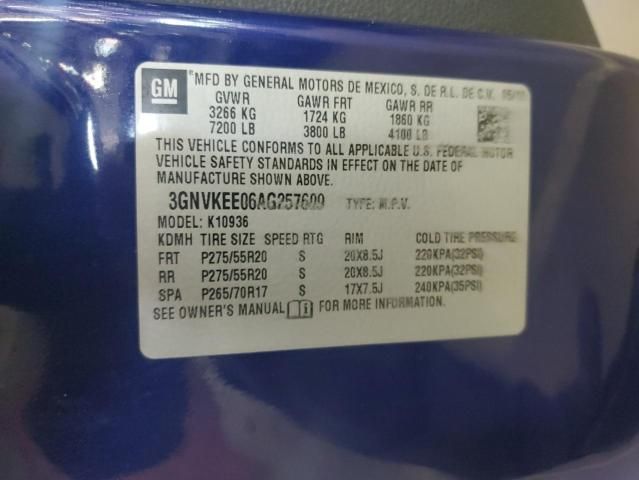 GM
® MFD BY GENERAL MOTORS DE MEXICO, S. DE R.L. DE C.V.
GVWR GAWR FRT GAWR RR
3266 KG 1724 KG 1860 KG
7200 LB 3800 LB 4100 LB
THIS VEHICLE CONFORMS TO ALL APPLICABLE U.S. FEDERAL MOTOR
VEHICLE SAFETY STANDARDS IN EFFECT ON THE DATE OF
MANUFACTURE SHOWN ABOVE.
3GNVKEE06AG257609 TYPE: M.P.V.
MODEL: K10936
KDMH TIRE SIZE SPEED RTG RIM COLD TIRE PRESSURE
FRT P275/55R20 S 20X8.5J 220KPA(32PSI)
RR P275/55R20 S 20X8.5J 220KPA(32PSI)
SPA P265/70R17 S 17X7.5J 240KPA(35PSI)
SEE OWNER'S MANUAL FOR MORE INFORMATION.